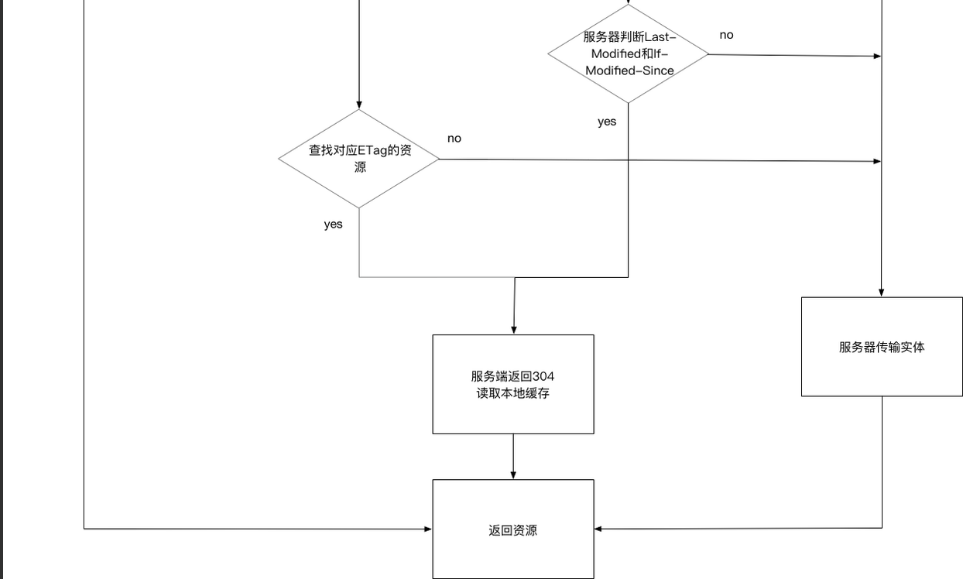 服务器判断Last-
Modified和If-
Modified-Since
no
yes
查找对应ETag的资
源
no
yes
服务器传输实体
服务端返回304
读取本地缓存
返回资源